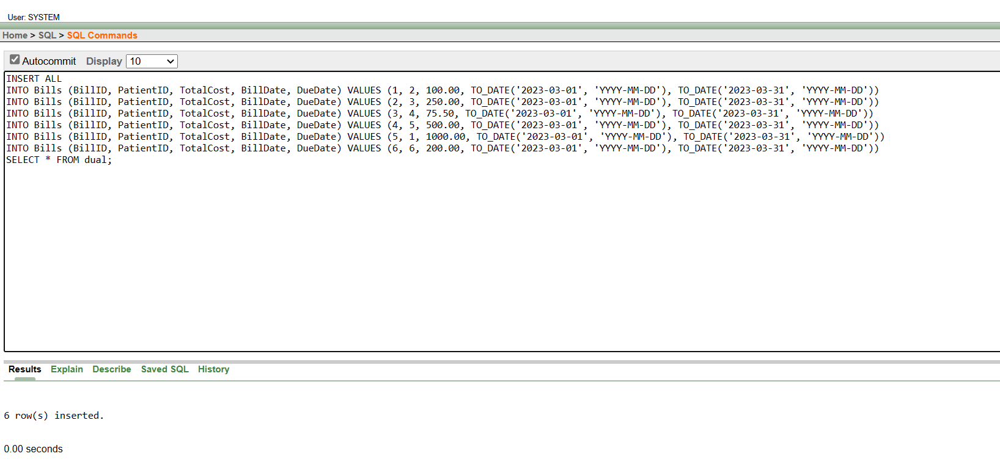 User: SYSTEM
Home > SQL > SQL Commands
Autocommit Display 10
INSERT ALL
INTO Bills (BillID, PatientID, TotalCost, BillDate, DueDate) VALUES (1, 2, 100.00, TO_DATE('2023-03-01', 'YYYY-MM-DD'), TO_DATE('2023-03-31', 'YYYY-MM-DD'))
INTO Bills (BillID, PatientID, TotalCost, BillDate, DueDate) VALUES (2, 3, 250.00, TO_DATE('2023-03-01', 'YYYY-MM-DD'), TO_DATE('2023-03-31', 'YYYY-MM-DD'))
INTO Bills (BillID, PatientID, TotalCost, BillDate, DueDate) VALUES (3, 4, 75.50, TO_DATE('2023-03-01', 'YYYY-MM-DD'), TO_DATE('2023-03-31', 'YYYY-MM-DD'))
INTO Bills (BillID, PatientID, TotalCost, BillDate, DueDate) VALUES (4, 5, 500.00, TO_DATE('2023-03-01', 'YYYY-MM-DD'), TO_DATE('2023-03-31', 'YYYY-MM-DD'))
INTO Bills (BillID, PatientID, TotalCost, BillDate, DueDate) VALUES (5, 1, 1000.00, TO_DATE('2023-03-01', 'YYYY-MM-DD'), TO_DATE('2023-03-31', 'YYYY-MM-DD'))
INTO Bills (BillID, PatientID, TotalCost, BillDate, DueDate) VALUES (6, 6, 200.00, TO_DATE('2023-03-01', 'YYYY-MM-DD'), TO_DATE('2023-03-31', 'YYYY-MM-DD'))
SELECT * FROM dual;
Results Explain Describe Saved SQL History
6 row(s) inserted.
0.00 seconds